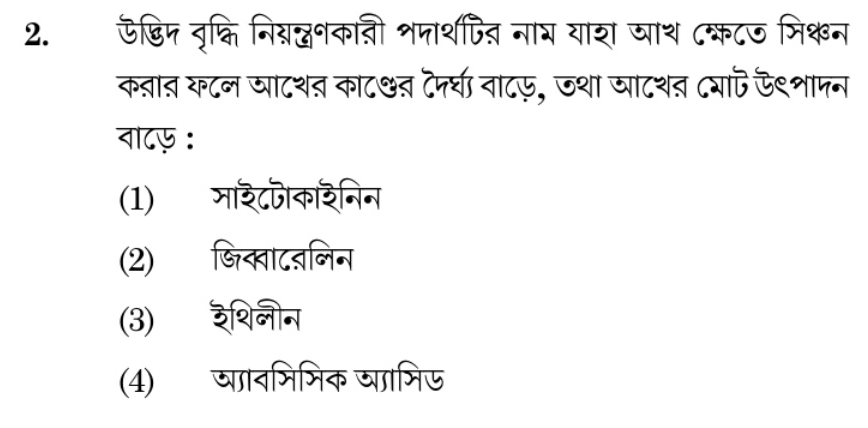 2. উদ্ভিদ বৃদ্ধি নিয়ন্ত্রণকারী পদার্থটির নাম যাহা আখ ক্ষেতে সিঞ্চন
করার ফলে আখের কাণ্ডের দৈর্ঘ্য বাড়ে, তথা আখের মোট উৎপাদন
বাড়ে :
(1) সাইটোকাইনিন
(2) জিব্বারেলিন
(3) ইথিলীন
(4) অ্যাবসিসিক অ্যাসিড